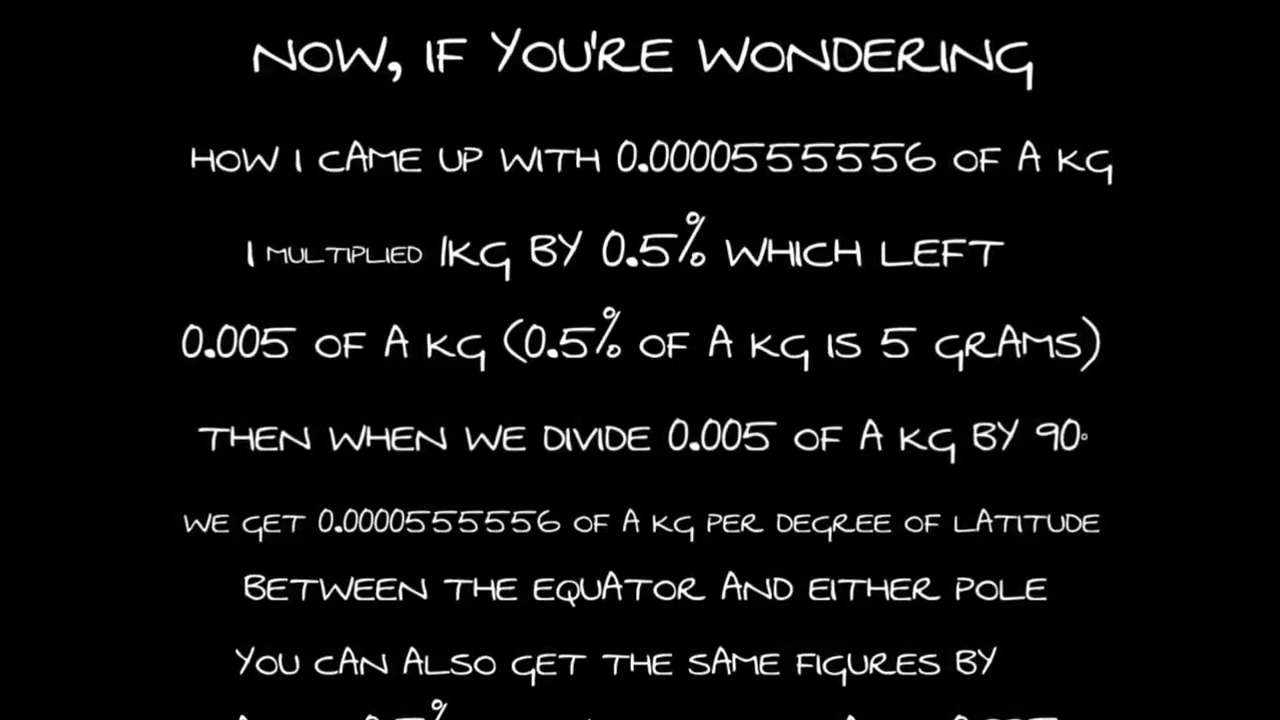 NOW, IF YOU'RE WONDERING
HOW I CAME UP WITH 0.0000555556 OF A KG
I MULTIPLIED 1KG BY 0.5% WHICH LEFT
0.005 OF A KG (0.5% OF A KG IS 5 GRAMS)
THEN WHEN WE DIVIDE 0.005 OF A KG BY 90°
WE GET 0.0000555556 OF A KG PER DEGREE OF LATITUDE
BETWEEN THE EQUATOR AND EITHER POLE
YOU CAN ALSO GET THE SAME FIGURES BY